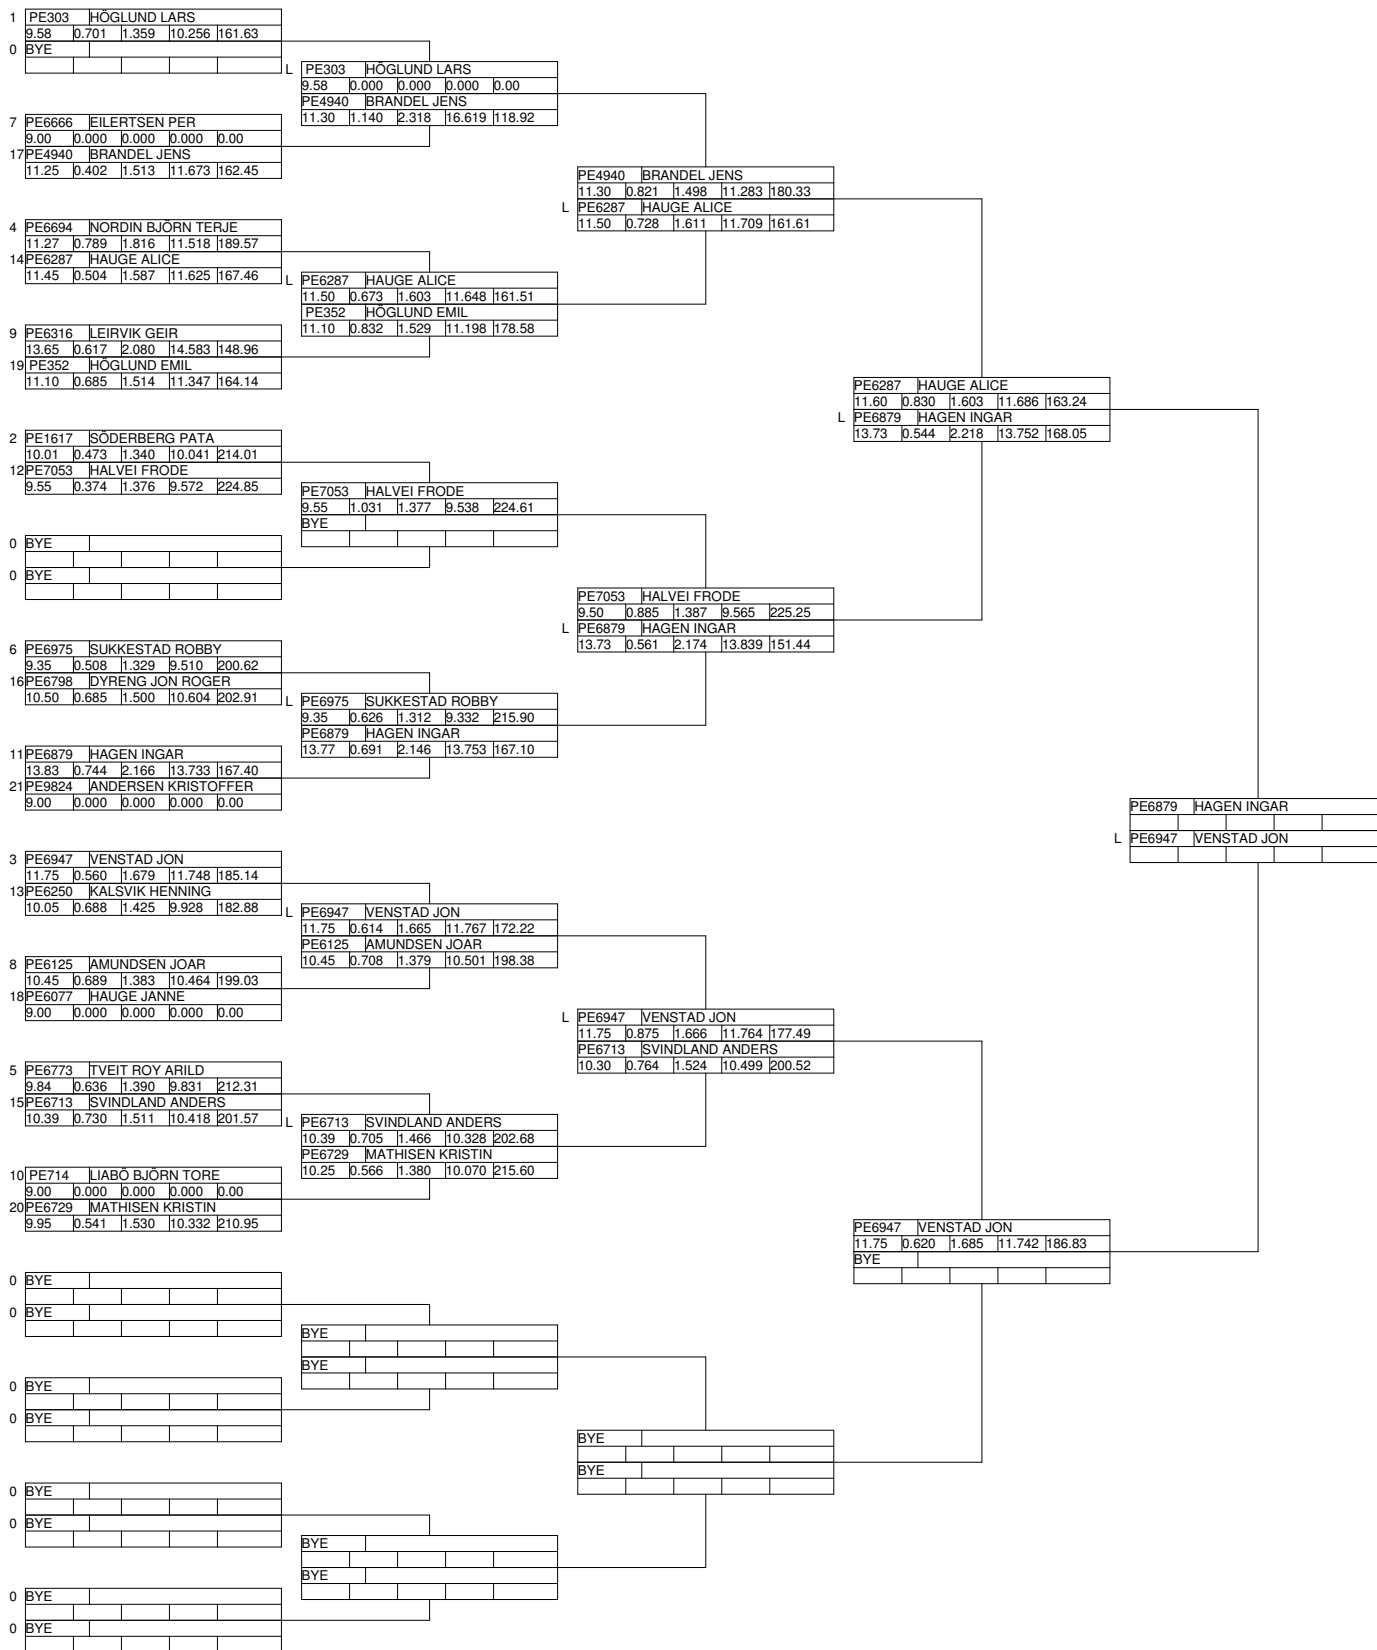 1 PE303 HÖGLUND LARS
9.58 0.701 1.359 10.256 161.63
0 BYE
7 PE6666 EILERTSEN PER
9.00 0.000 0.000 0.000 0.00
17 PE4940 BRANDEL JENS
11.25 0.402 1.513 11.673 162.45
4 PE6694 NORDIN BJÖRN TERJE
11.27 0.789 1.816 11.518 189.57
14 PE6287 HAUGE ALICE
11.45 0.504 1.587 11.625 167.46
9 PE6316 LEIRVIK GEIR
13.65 0.617 2.080 14.583 148.96
19 PE352 HÖGLUND EMIL
11.10 0.685 1.514 11.347 164.14
2 PE1617 SÖDERBERG PATA
10.01 0.473 1.340 10.041 214.01
12 PE7053 HALVEI FRODE
9.55 0.374 1.376 9.572 224.85
0 BYE
0 BYE
6 PE6975 SUKKESTAD ROBBY
9.35 0.508 1.329 9.510 200.62
16 PE6798 DYRENG JON ROGER
10.50 0.685 1.500 10.604 202.91
11 PE6879 HAGEN INGAR
13.83 0.744 2.166 13.733 167.40
21 PE9824 ANDERSEN KRISTOFFER
9.00 0.000 0.000 0.000 0.00
3 PE6947 VENSTAD JON
11.75 0.560 1.679 11.748 185.14
13 PE6250 KALSVIK HENNING
10.05 0.688 1.425 9.928 182.88
8 PE6125 AMUNDSEN JOAR
10.45 0.689 1.383 10.464 199.03
18 PE6077 HAUGE JANNE
9.00 0.000 0.000 0.000 0.00
5 PE6773 TVEIT ROY ARILD
9.84 0.636 1.390 9.831 212.31
15 PE6713 SVINDLAND ANDERS
10.39 0.730 1.511 10.418 201.57
10 PE714 LIABÖ BJÖRN TORE
9.00 0.000 0.000 0.000 0.00
20 PE6729 MATHISEN KRISTIN
9.95 0.541 1.530 10.332 210.95
0 BYE
0 BYE
0 BYE
0 BYE
0 BYE
0 BYE
0 BYE
0 BYE
L PE303 HÖGLUND LARS
9.58 0.000 0.000 0.000 0.00
PE4940 BRANDEL JENS
11.30 1.140 2.318 16.619 118.92
L PE6287 HAUGE ALICE
11.50 0.673 1.603 11.648 161.51
PE352 HÖGLUND EMIL
11.10 0.832 1.529 11.198 178.58
PE7053 HALVEI FRODE
9.55 1.031 1.377 9.538 224.61
BYE
L PE6975 SUKKESTAD ROBBY
9.35 0.626 1.312 9.332 215.90
PE6879 HAGEN INGAR
13.77 0.691 2.146 13.753 167.10
L PE6947 VENSTAD JON
11.75 0.614 1.665 11.767 172.22
PE6125 AMUNDSEN JOAR
10.45 0.708 1.379 10.501 198.38
L PE6713 SVINDLAND ANDERS
10.39 0.705 1.466 10.328 202.68
PE6729 MATHISEN KRISTIN
10.25 0.566 1.380 10.070 215.60
BYE
BYE
BYE
BYE
PE4940 BRANDEL JENS
11.30 0.821 1.498 11.283 180.33
L PE6287 HAUGE ALICE
11.50 0.728 1.611 11.709 161.61
PE7053 HALVEI FRODE
9.50 0.885 1.387 9.565 225.25
L PE6879 HAGEN INGAR
13.73 0.561 2.174 13.839 151.44
L PE6947 VENSTAD JON
11.75 0.875 1.666 11.764 177.49
PE6713 SVINDLAND ANDERS
10.30 0.764 1.524 10.499 200.52
BYE
BYE
PE6287 HAUGE ALICE
11.60 0.830 1.603 11.686 163.24
L PE6879 HAGEN INGAR
13.73 0.544 2.218 13.752 168.05
PE6947 VENSTAD JON
11.75 0.620 1.685 11.742 186.83
BYE
PE6879 HAGEN INGAR
L PE6947 VENSTAD JON